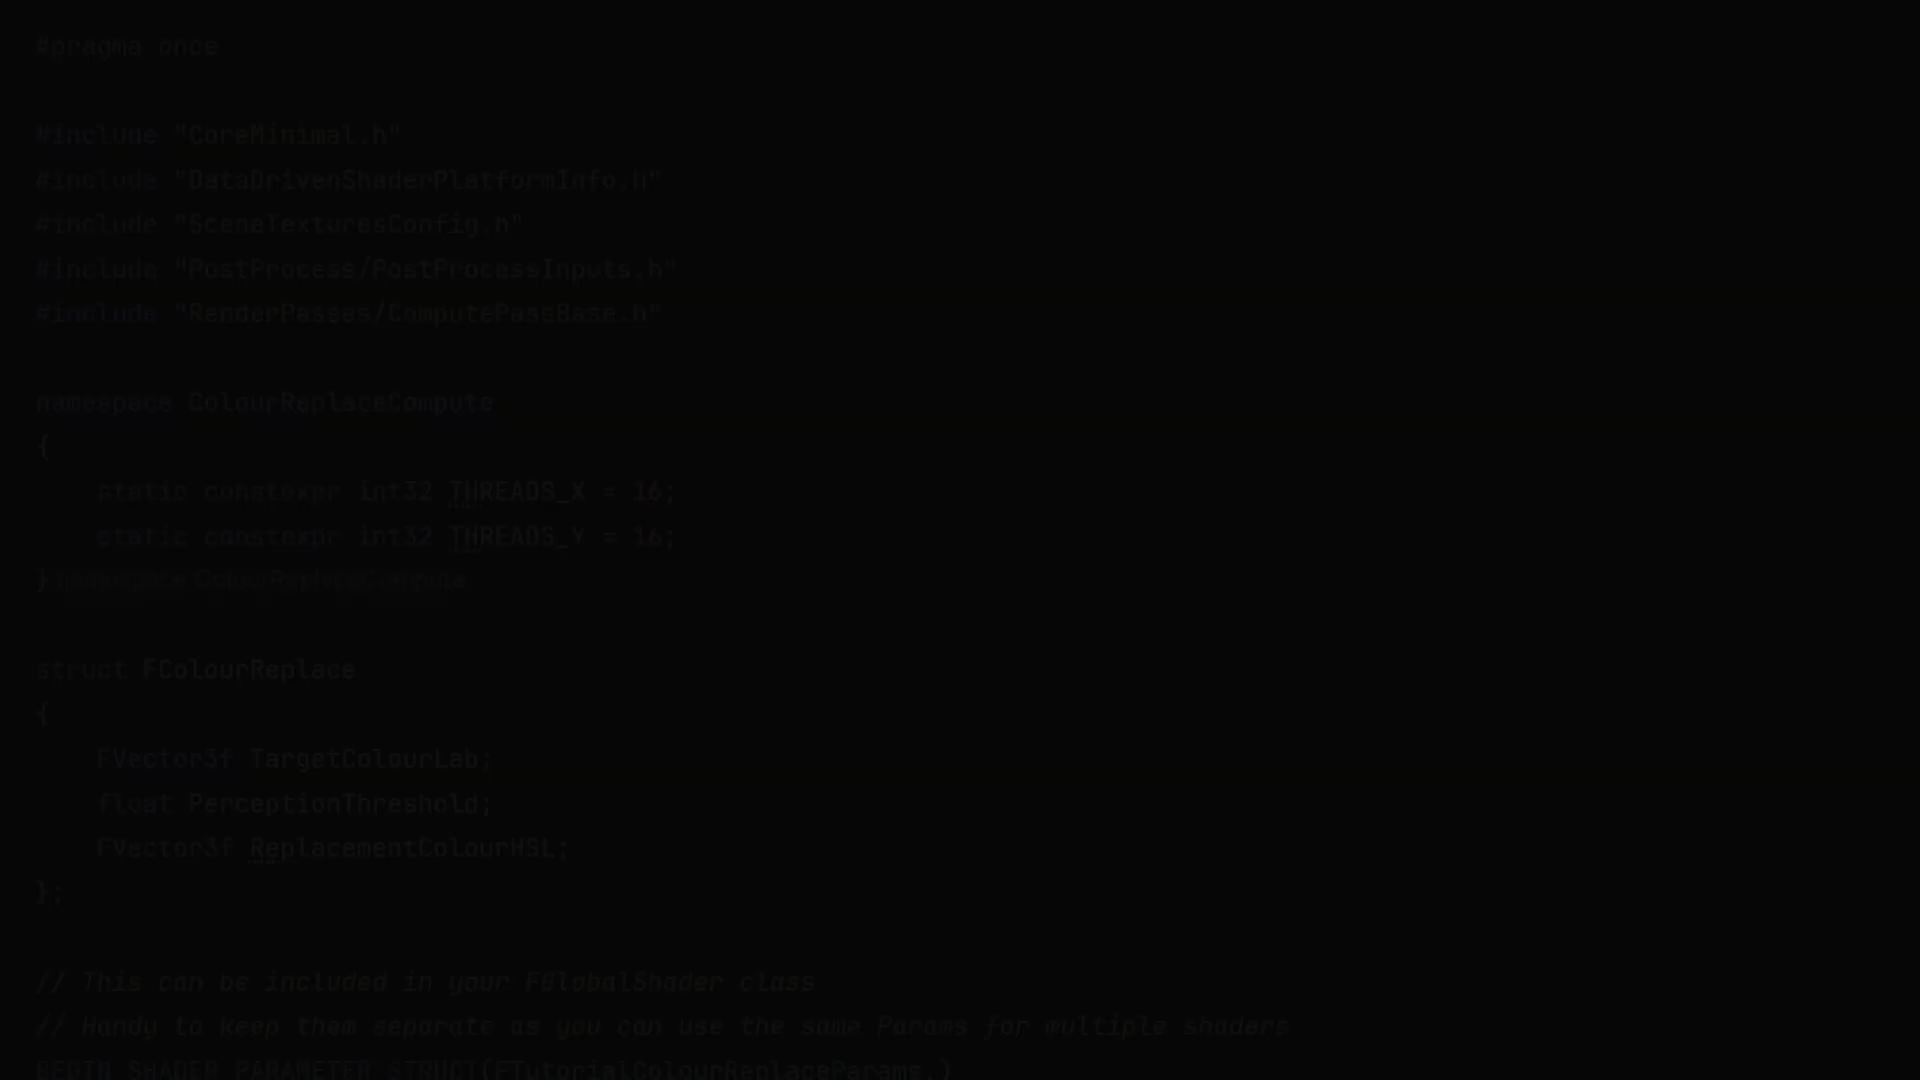 #pragma once
#include "CoreMinimal.h"
#include "DataDrivenShaderPlatformInfo.h"
#include "SceneTexturesConfig.h"
#include "PostProcess/PostProcessInputs.h"
#include "RenderPasses/ComputePassBase.h"
namespace ColourReplaceCompute
{
static constexpr int32 THREADS_X = 16;
static constexpr int32 THREADS_Y = 16;
} namespace ColourReplaceCompute
struct FColourReplace
{
FVector3f TargetColourLab;
float PerceptionThreshold;
FVector3f ReplacementColourHSL;
};
// This can be included in your FGlobalShader class
// Handy to keep them separate as you can use the same Params for multiple shaders
BEGIN_SHADER_PARAMETER_STRUCT(FTutorialColourReplaceParams,)